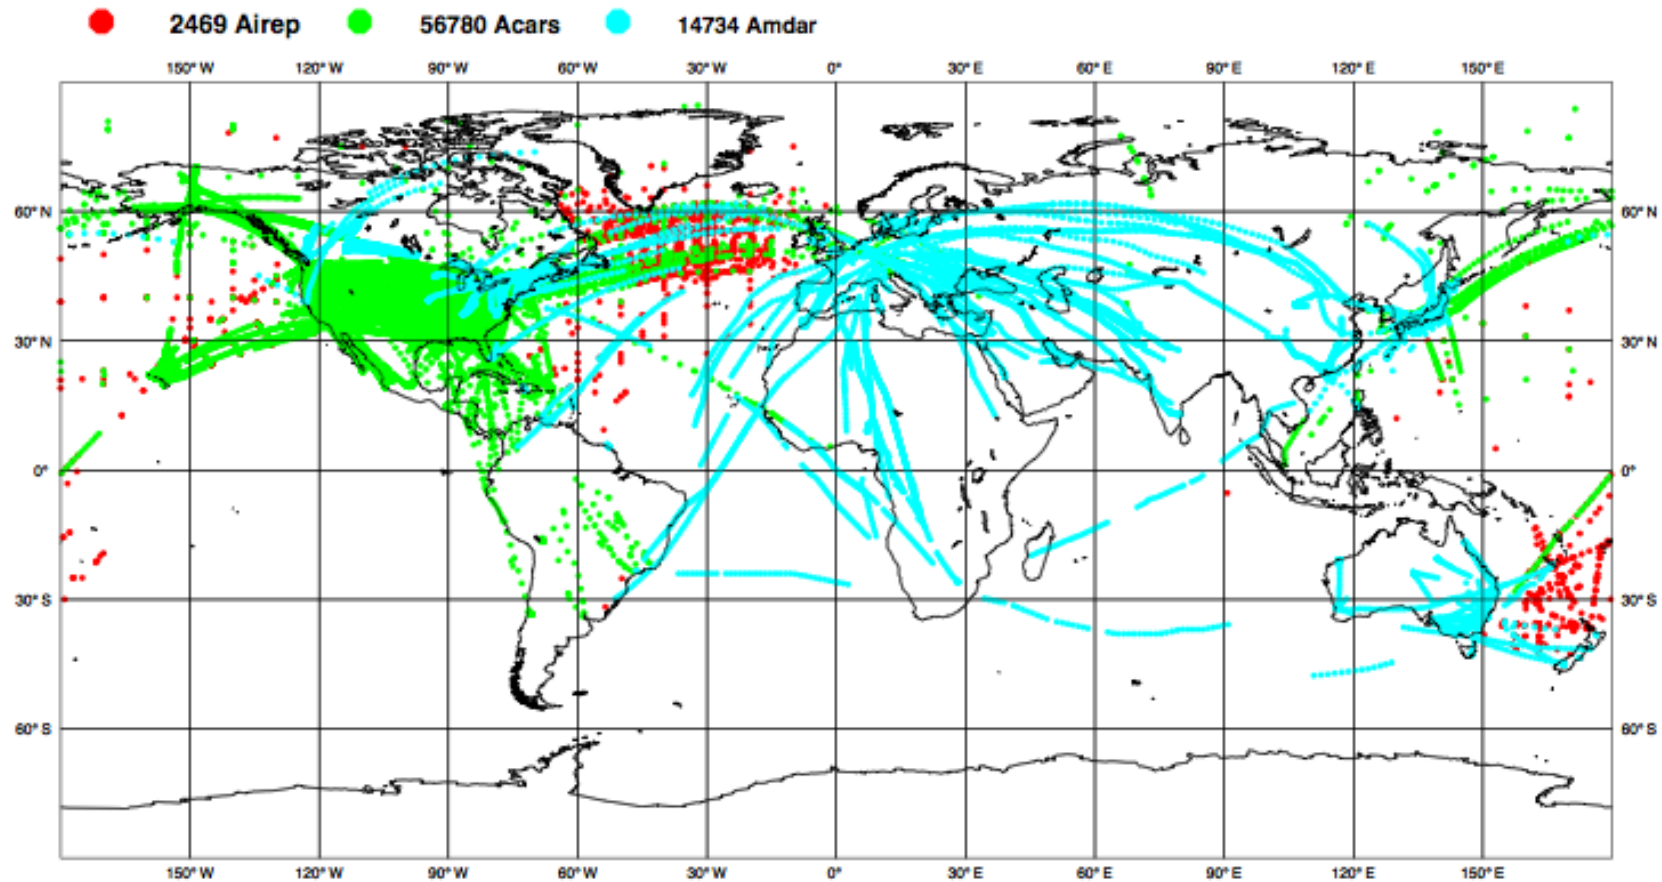 2469 Airep 56780 Acars 14734 Amdar
150° W 120° W 90° W 60° W 30° W 0° 30° E 60° E 90° E 120° E 150° E
60° N 60° N
30° N 30° N
0° 0°
30° S 30° S
60° S 60° S
150° W 120° W 90° W 60° W 30° W 0° 30° E 60° E 90° E 120° E 150° E